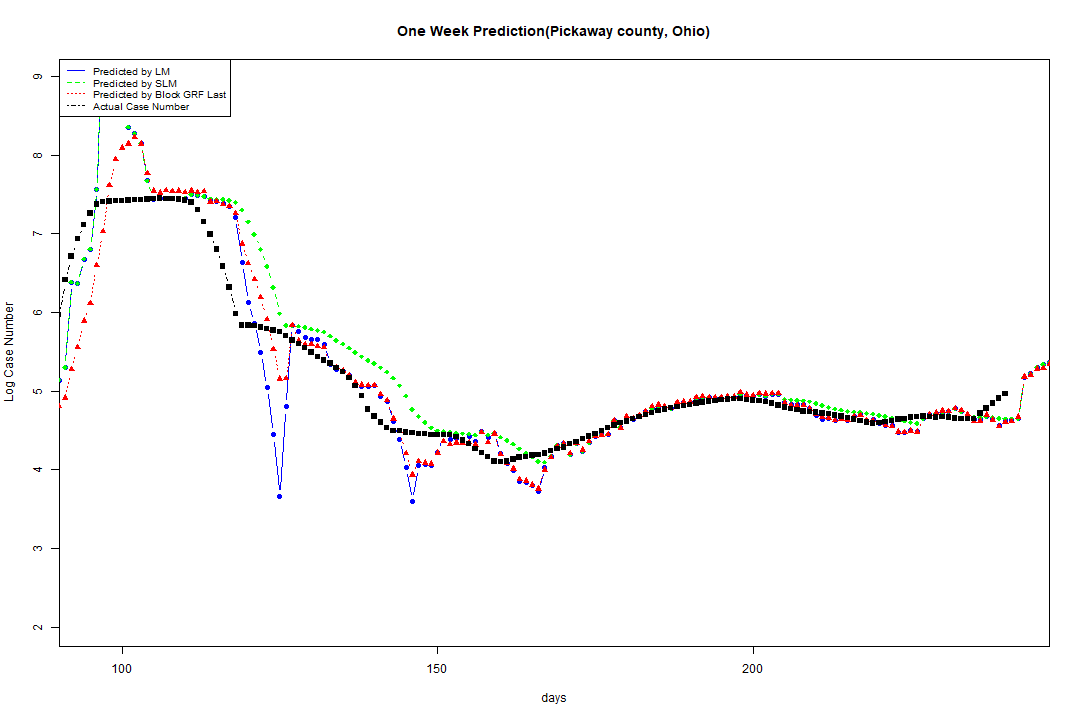 One Week Prediction(Pickaway county, Ohio)
Predicted by LM
Predicted by SLM
Predicted by Block GRF Last
Actual Case Number
9
8
7
6
5
4
3
2
Log Case Number
100
150
200
days